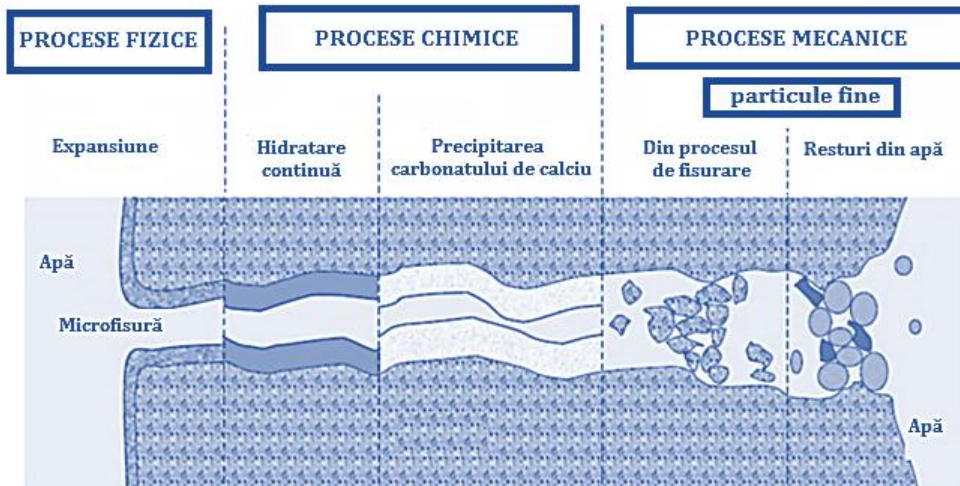 PROCESE FIZICE
PROCESE CHIMICE
PROCESE MECANICE
particule fine
Expansiune
Hidratare
continuă
Precipitarea
carbonatului de calciu
Din procesul
de fisurare
Resturi din apă
Apă
Microfisură
Apă